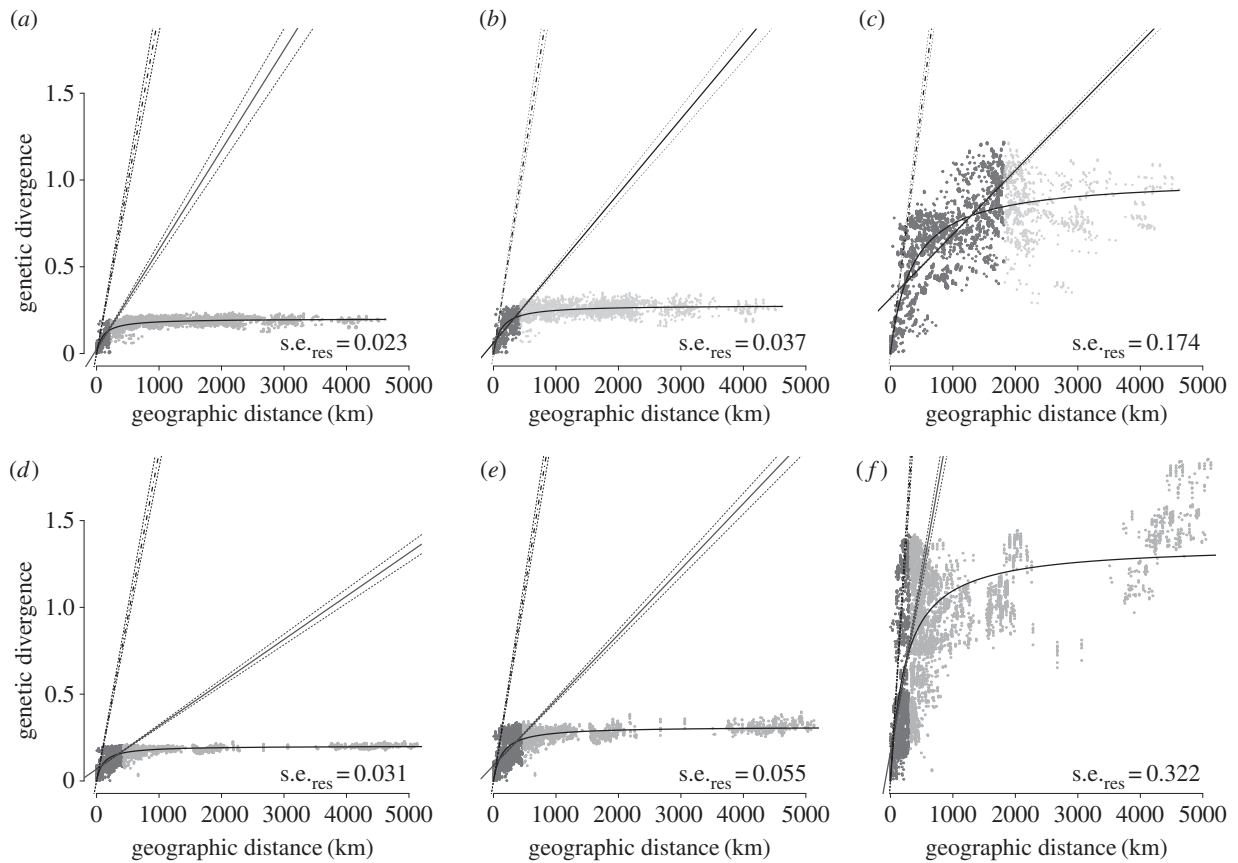 (a)
(b)
(c)
genetic divergence
1.5
1.0
0.5
0
s.e.res = 0.023
s.e.res = 0.037
s.e.res = 0.174
0 1000 2000 3000 4000 5000
0 1000 2000 3000 4000 5000
0 1000 2000 3000 4000 5000
geographic distance (km)
geographic distance (km)
geographic distance (km)
(d)
(e)
(f)
genetic divergence
1.5
1.0
0.5
0
s.e.res = 0.031
s.e.res = 0.055
s.e.res = 0.322
0 1000 2000 3000 4000 5000
0 1000 2000 3000 4000 5000
0 1000 2000 3000 4000 5000
geographic distance (km)
geographic distance (km)
geographic distance (km)